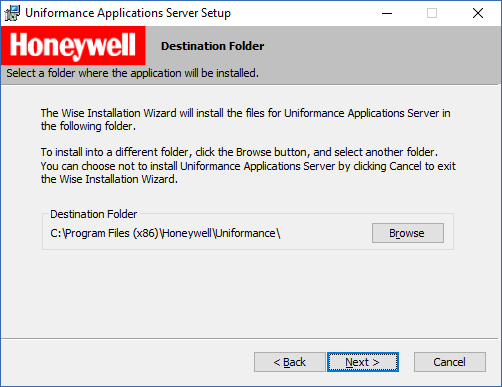 Uniformance Applications Server Setup
Honeywell
Destination Folder
Select a folder where the application will be installed.
The Wise Installation Wizard will install the files for Uniformance Applications Server in
the following folder.
To install into a different folder, click the Browse button, and select another folder.
You can choose not to install Uniformance Applications Server by clicking Cancel to exit
the Wise Installation Wizard.
Destination Folder
C:\Program Files (x86)\Honeywell\Uniformance\
Browse
< Back
Next >
Cancel